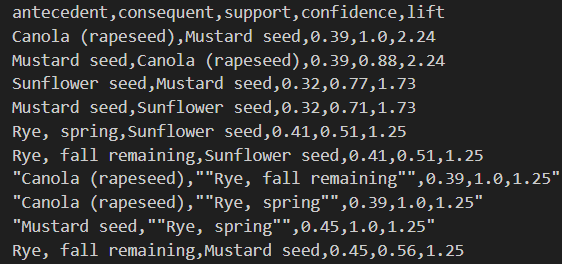 antecedent,consequent,support,confidence,lift
Canola (rapeseed),Mustard seed,0.39,1.0,2.24
Mustard seed,Canola (rapeseed),0.39,0.88,2.24
Sunflower seed,Mustard seed,0.32,0.77,1.73
Mustard seed,Sunflower seed,0.32,0.71,1.73
Rye, spring,Sunflower seed,0.41,0.51,1.25
Rye, fall remaining,Sunflower seed,0.41,0.51,1.25
"Canola (rapeseed),""Rye, fall remaining"",0.39,1.0,1.25"
"Canola (rapeseed),""Rye, spring"",0.39,1.0,1.25"
"Mustard seed,""Rye, spring"",0.45,1.0,1.25"
Rye, fall remaining,Mustard seed,0.45,0.56,1.25